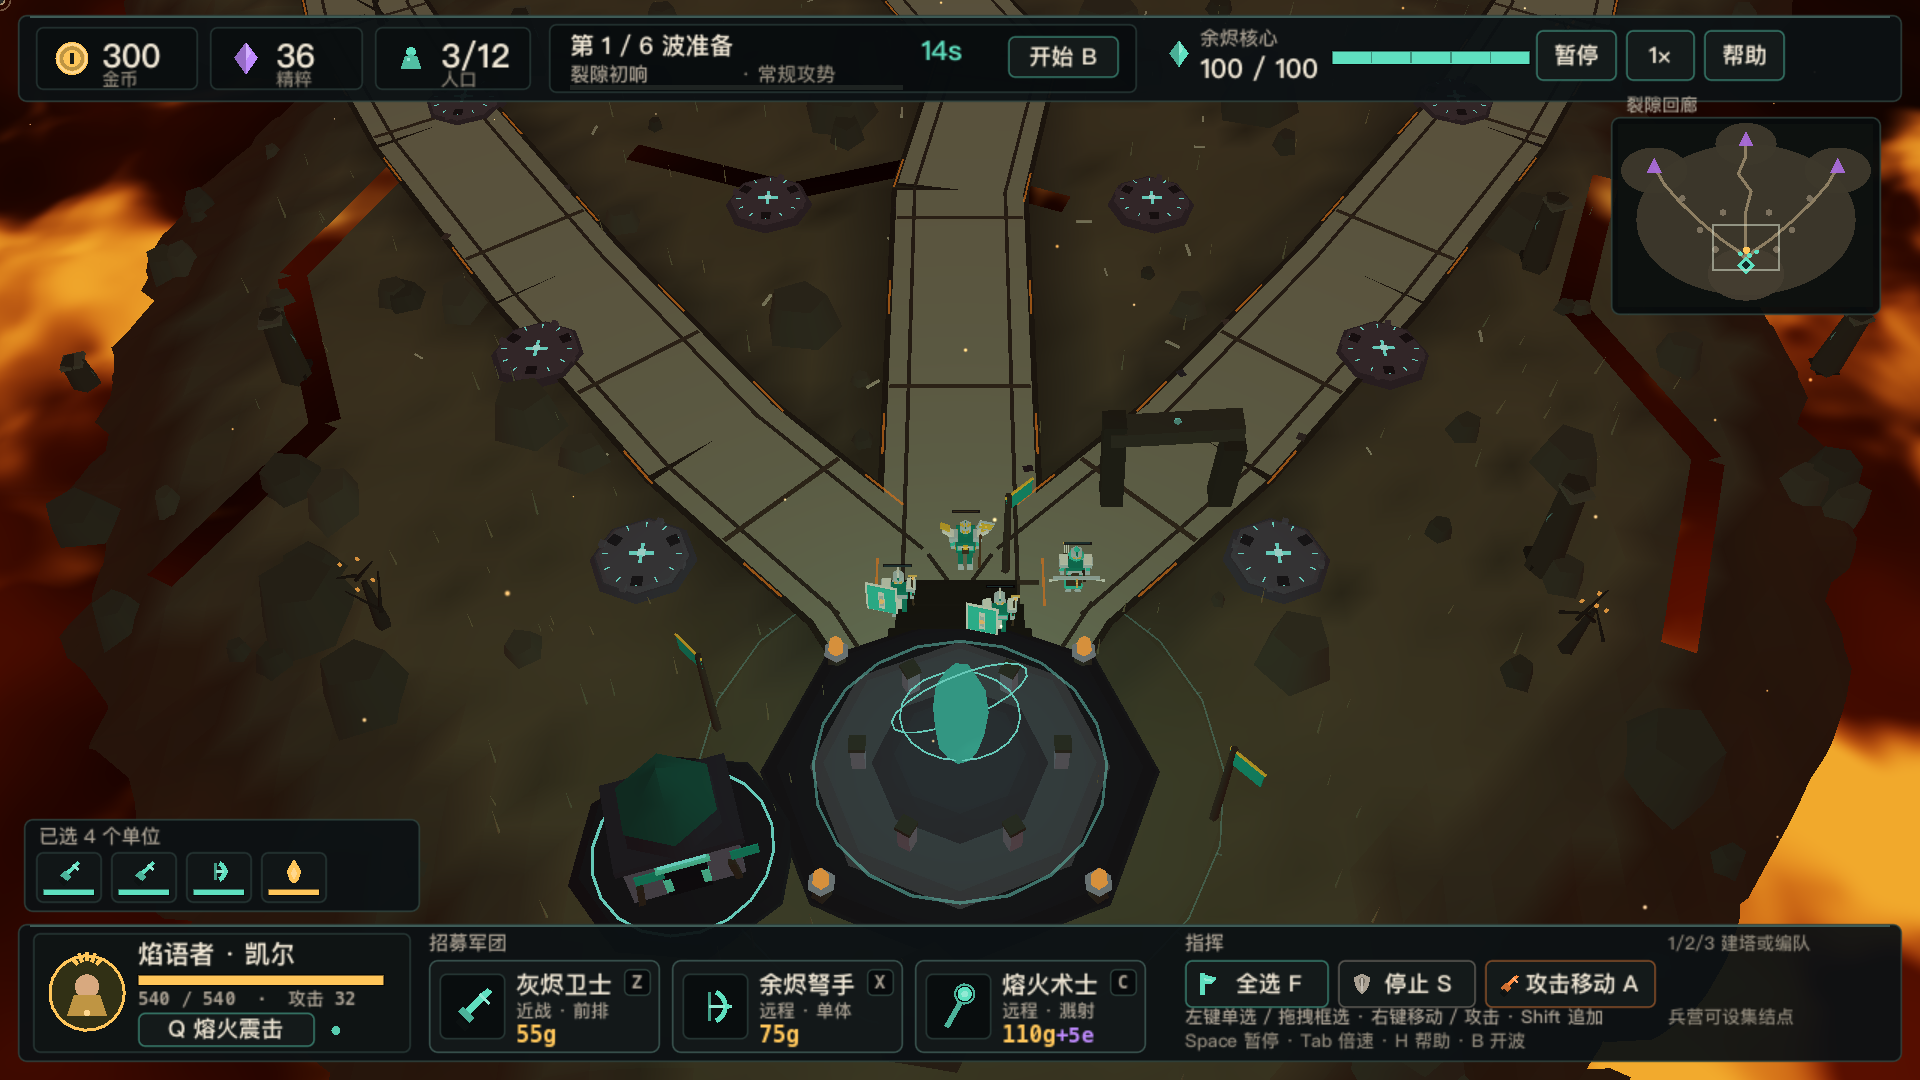 300
金币
36
精粹
3/12
人口
第 1 / 6 波准备
裂隙初响 · 常规攻势
14s
开始 B
余烬核心
100 / 100
暂停
1×
帮助
裂隙回廊
已选 4 个单位
焰语者 · 凯尔
540 / 540 · 攻击 32
Q 熔火震击
招募军团
灰烬卫士 Z
近战 · 前排
55g
余烬弩手 X
远程 · 单体
75g
熔火术士 C
远程 · 溅射
110g+5e
指挥
全选 F
停止 S
攻击移动 A
左键单选 / 拖拽框选 · 右键移动 / 攻击 · Shift 追加
Space 暂停 · Tab 倍速 · H 帮助 · B 开波
1/2/3 建塔或编队
兵营可设集结点